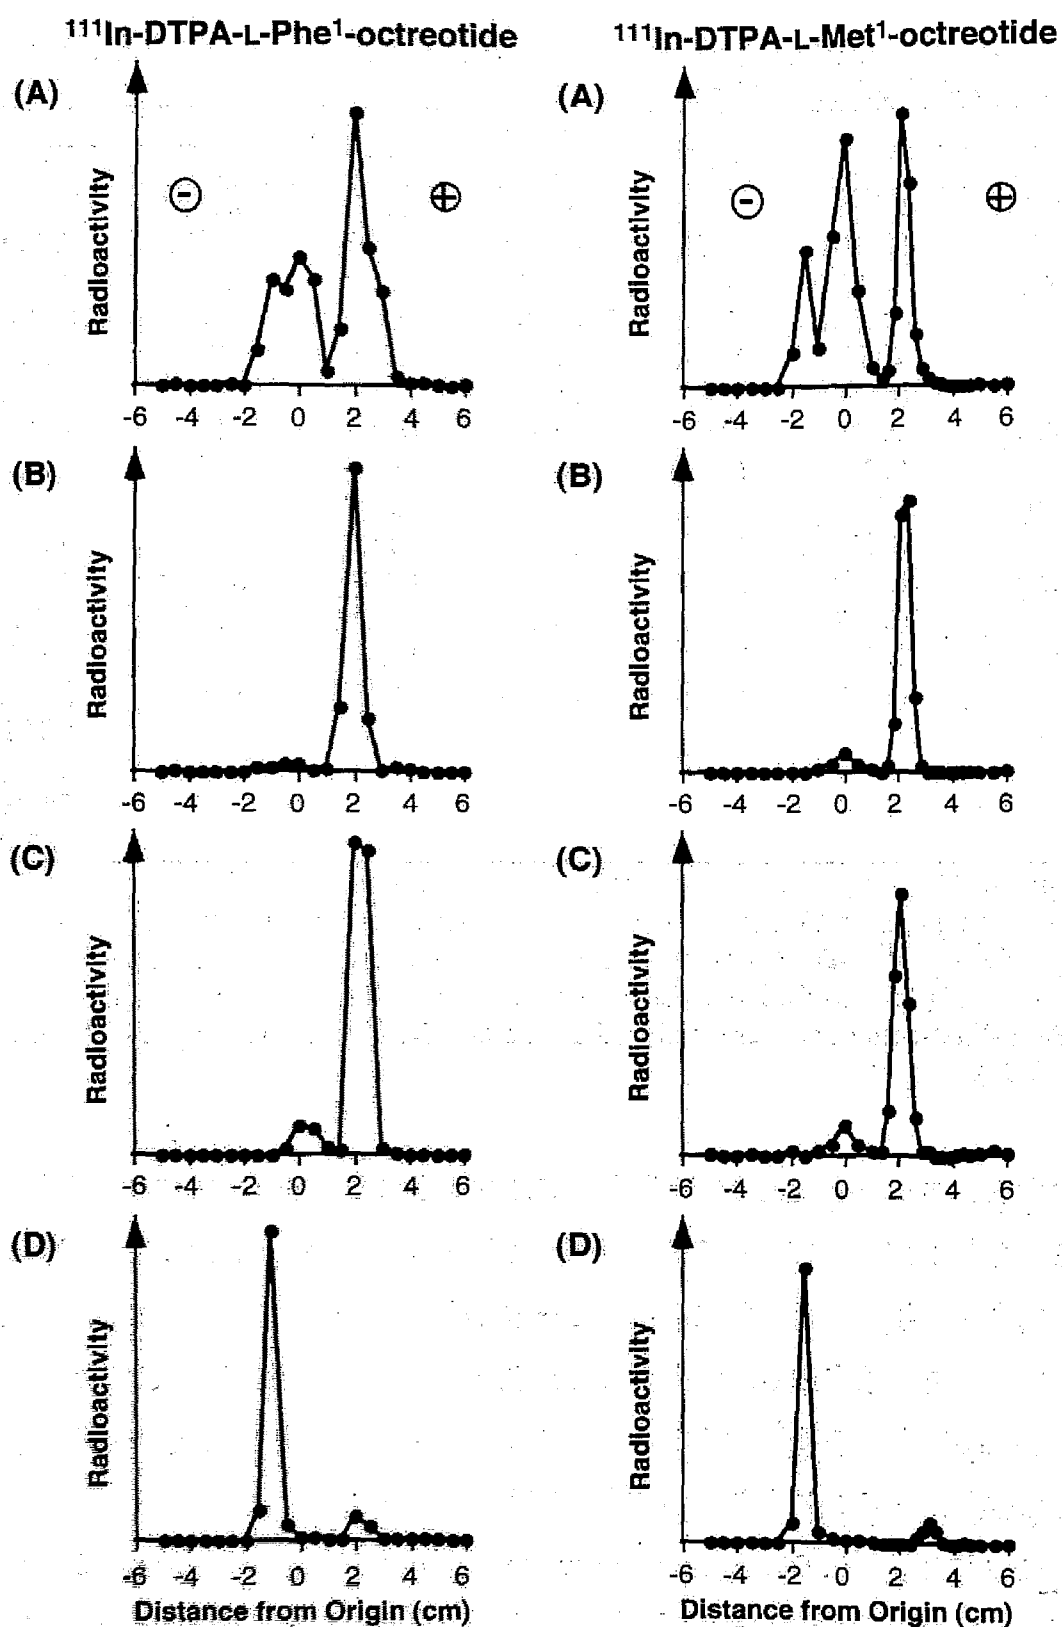 ¹¹¹In-DTPA-L-Phe¹-octreotide ¹¹¹In-DTPA-L-Met¹-octreotide
(A) (A)
Radioactivity - + Radioactivity - +
-6 -4 -2 0 2 4 6 -6 -4 -2 0 2 4 6
(B) (B)
Radioactivity Radioactivity
-6 -4 -2 0 2 4 6 -6 -4 -2 0 2 4 6
(C) (C)
Radioactivity Radioactivity
-6 -4 -2 0 2 4 6 -6 -4 -2 0 2 4 6
(D) (D)
Radioactivity Radioactivity
-6 -4 -2 0 2 4 6 -6 -4 -2 0 2 4 6
Distance from Origin (cm) Distance from Origin (cm)